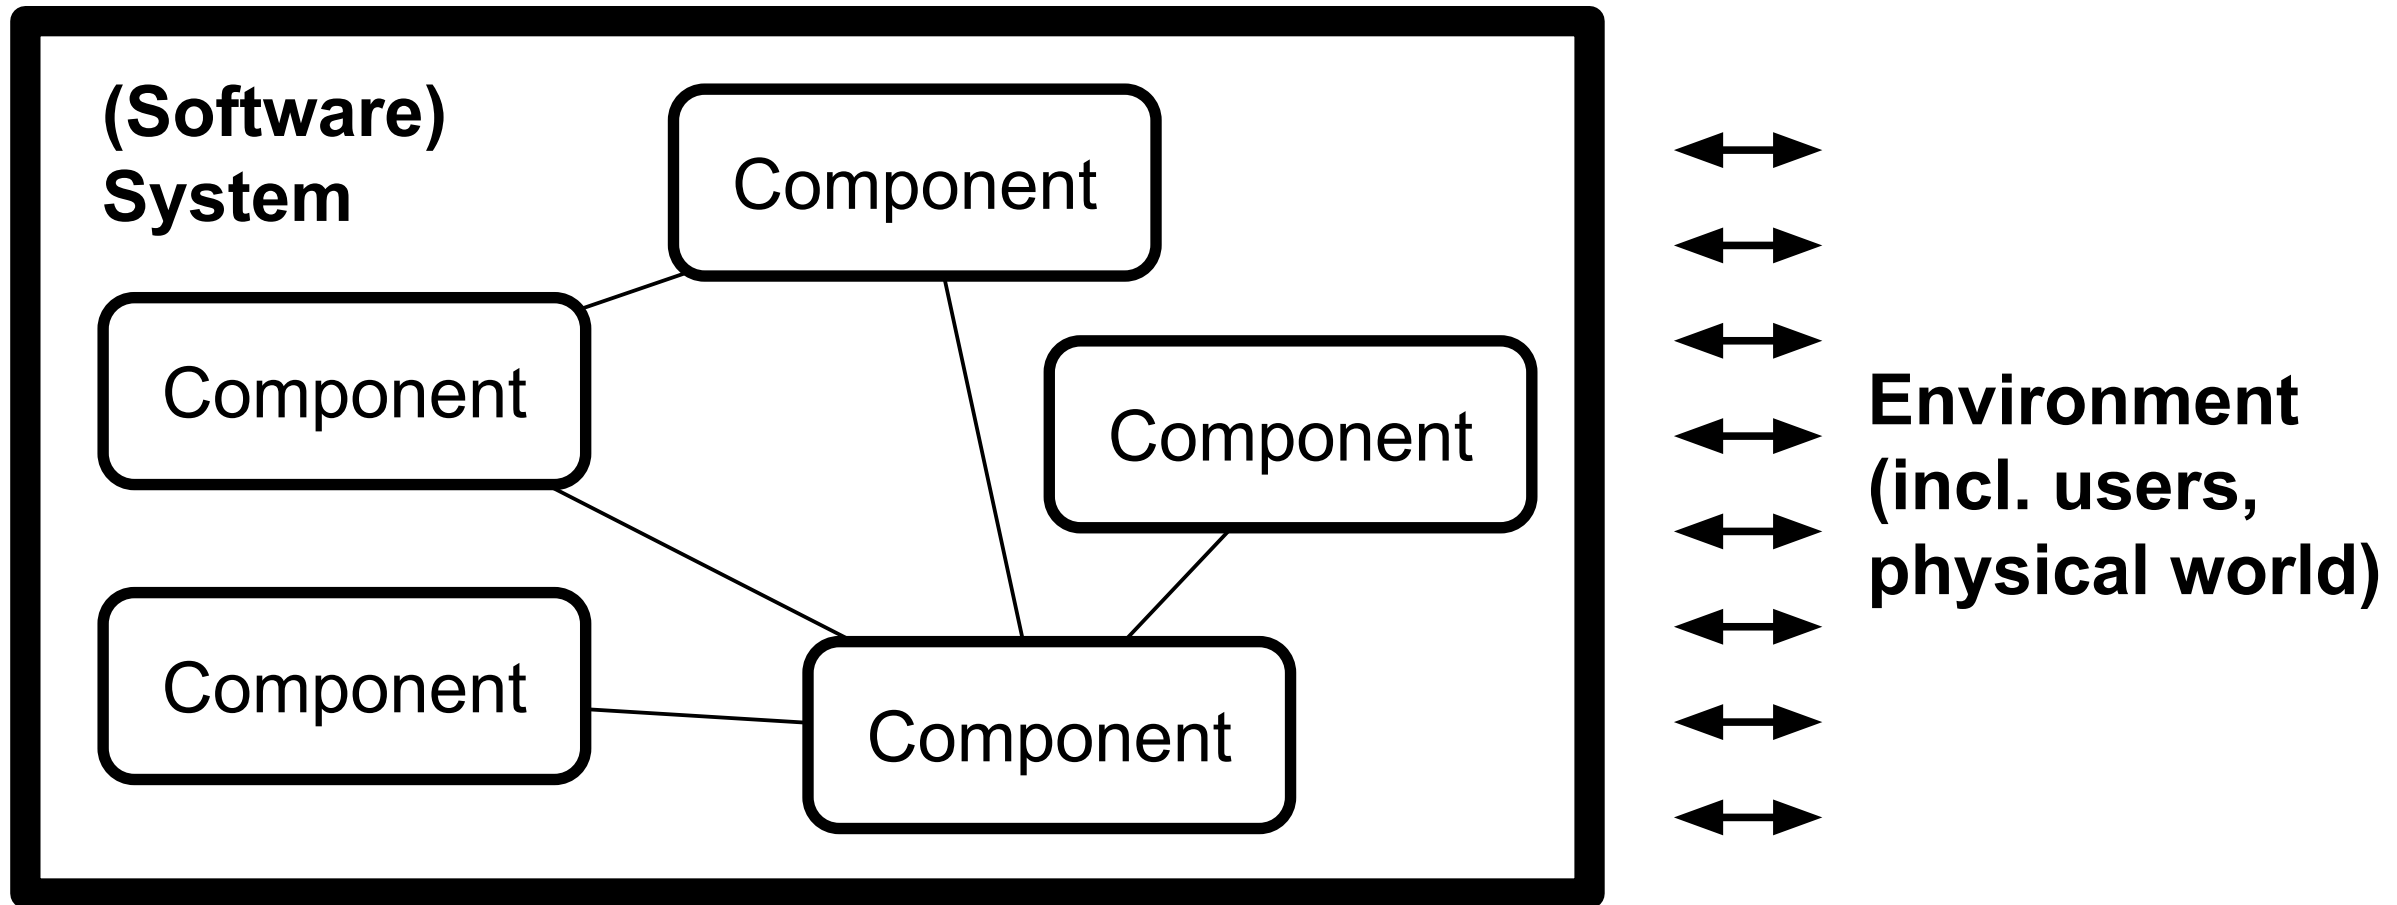 (Software)
System
Component
Component
Component
Component
Component
Environment
(incl. users,
physical world)